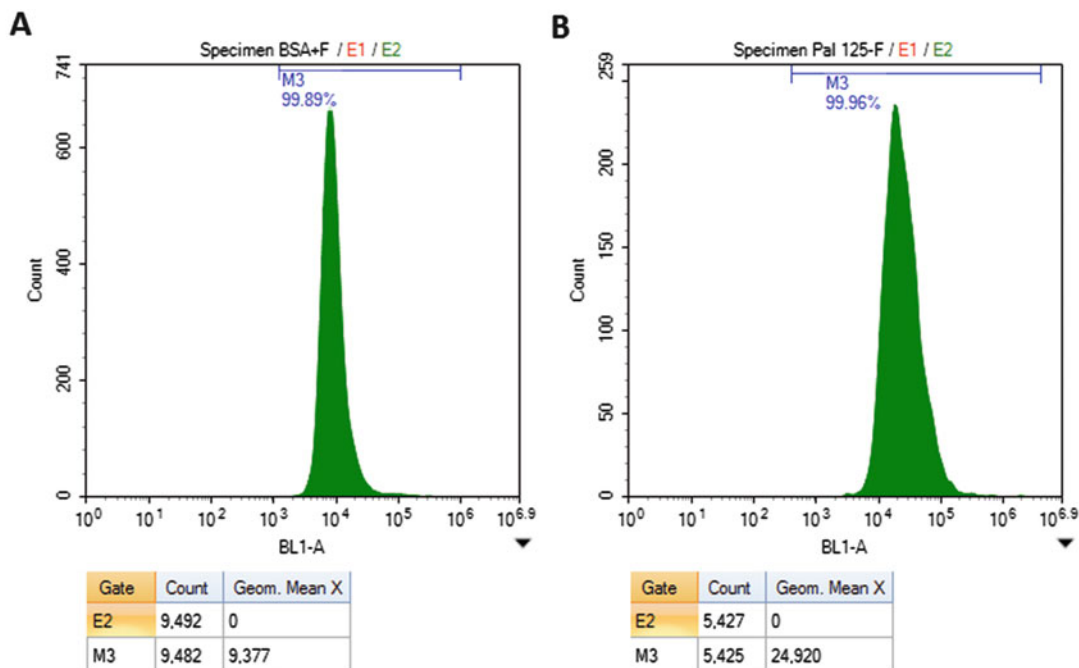 A
Specimen BSA+F / E1 / E2
741
600
400
200
0
Count
M3
99.89%
10^0 10^1 10^2 10^3 10^4 10^5 10^6 10^6.9
BL1-A
Gate Count Geom. Mean X
E2 9,492 0
M3 9,482 9,377
B
Specimen Pal 125-F / E1 / E2
259
200
150
100
50
0
Count
M3
99.96%
10^0 10^1 10^2 10^3 10^4 10^5 10^6 10^6.9
BL1-A
Gate Count Geom. Mean X
E2 5,427 0
M3 5,425 24,920